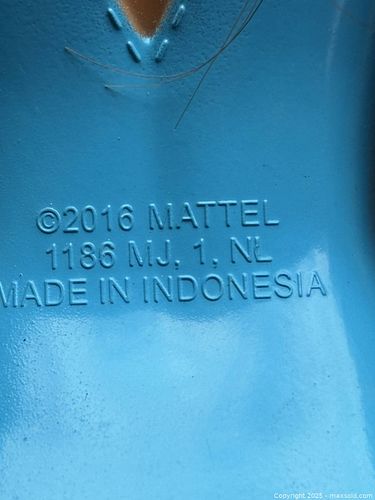 ©2016 MATTEL
1186 MJ, 1, NL
MADE IN INDONESIA
Copyright 2025 - maxsold.com